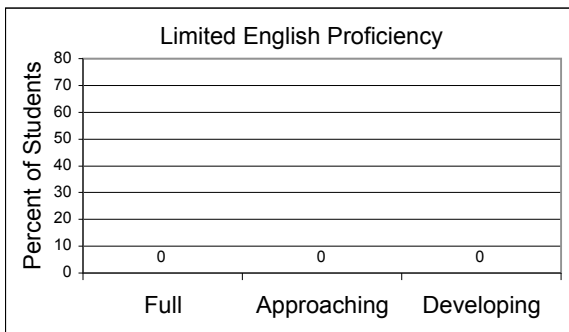 Limited English Proficiency
Percent of Students
80
70
60
50
40
30
20
10
0
0 0 0
Full Approaching Developing